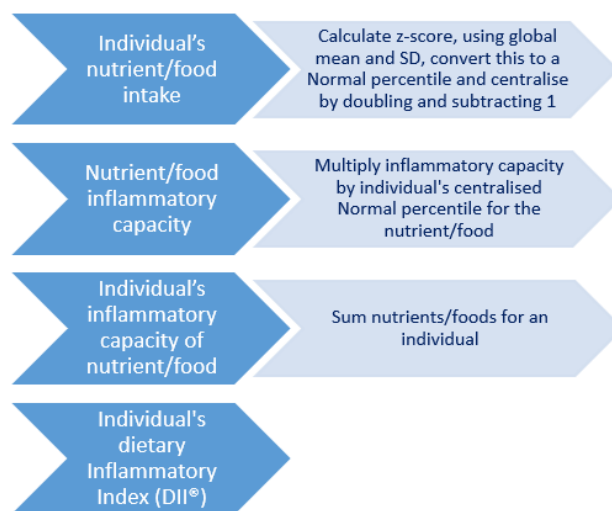 Individual’s
nutrient/food
intake
Calculate z-score, using global
mean and SD, convert this to a
Normal percentile and centralise
by doubling and subtracting 1
Nutrient/food
inflammatory
capacity
Multiply inflammatory capacity
by individual's centralised
Normal percentile for the
nutrient/food
Individual’s
inflammatory
capacity of
nutrient/food
Sum nutrients/foods for an
individual
Individual's
dietary
Inflammatory
Index (DII®)